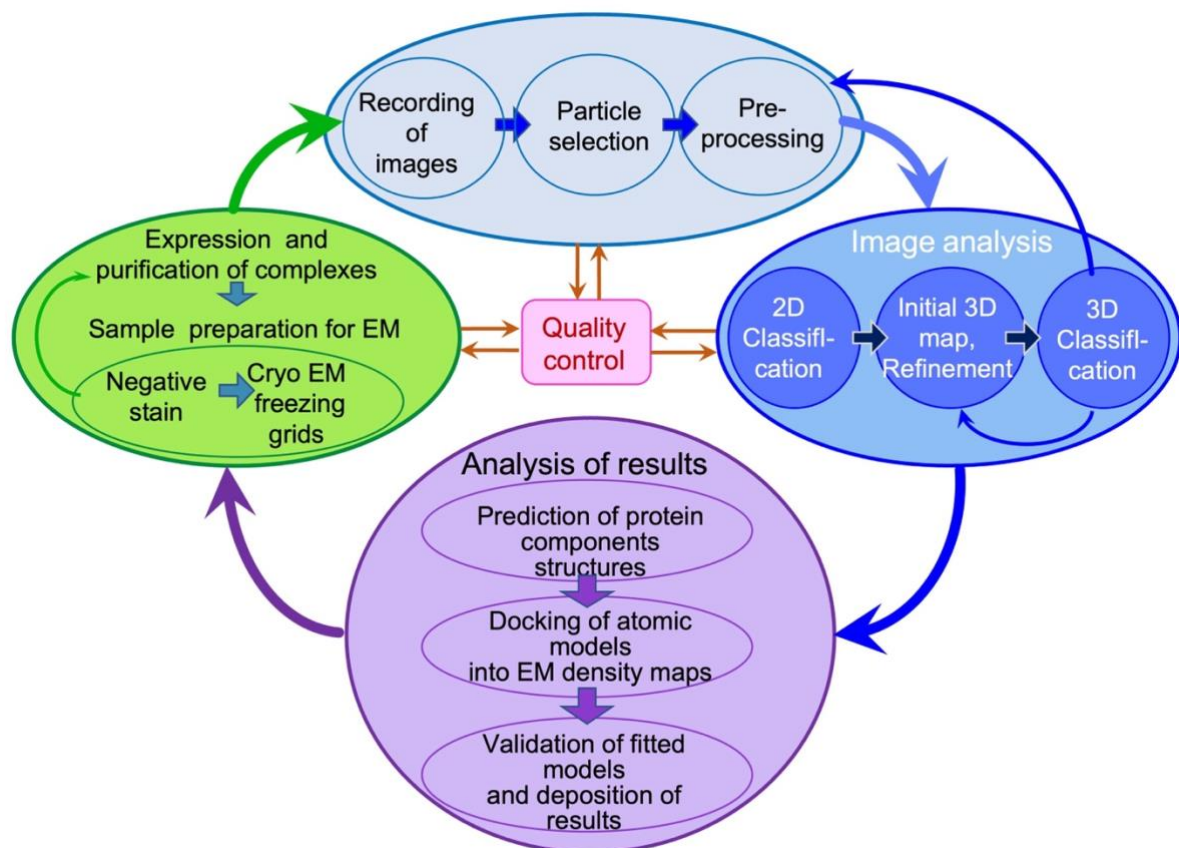 Recording
of
images
Particle
selection
Pre-
processing
Expression and
purification of complexes
Sample preparation for EM
Negative
stain
Cryo EM
freezing
grids
Quality
control
Image analysis
2D
Classifl-
cation
Initial 3D
map,
Refinement
3D
Classifl-
cation
Analysis of results
Prediction of protein
components
structures
Docking of atomic
models
into EM density maps
Validation of fitted
models
and deposition of
results